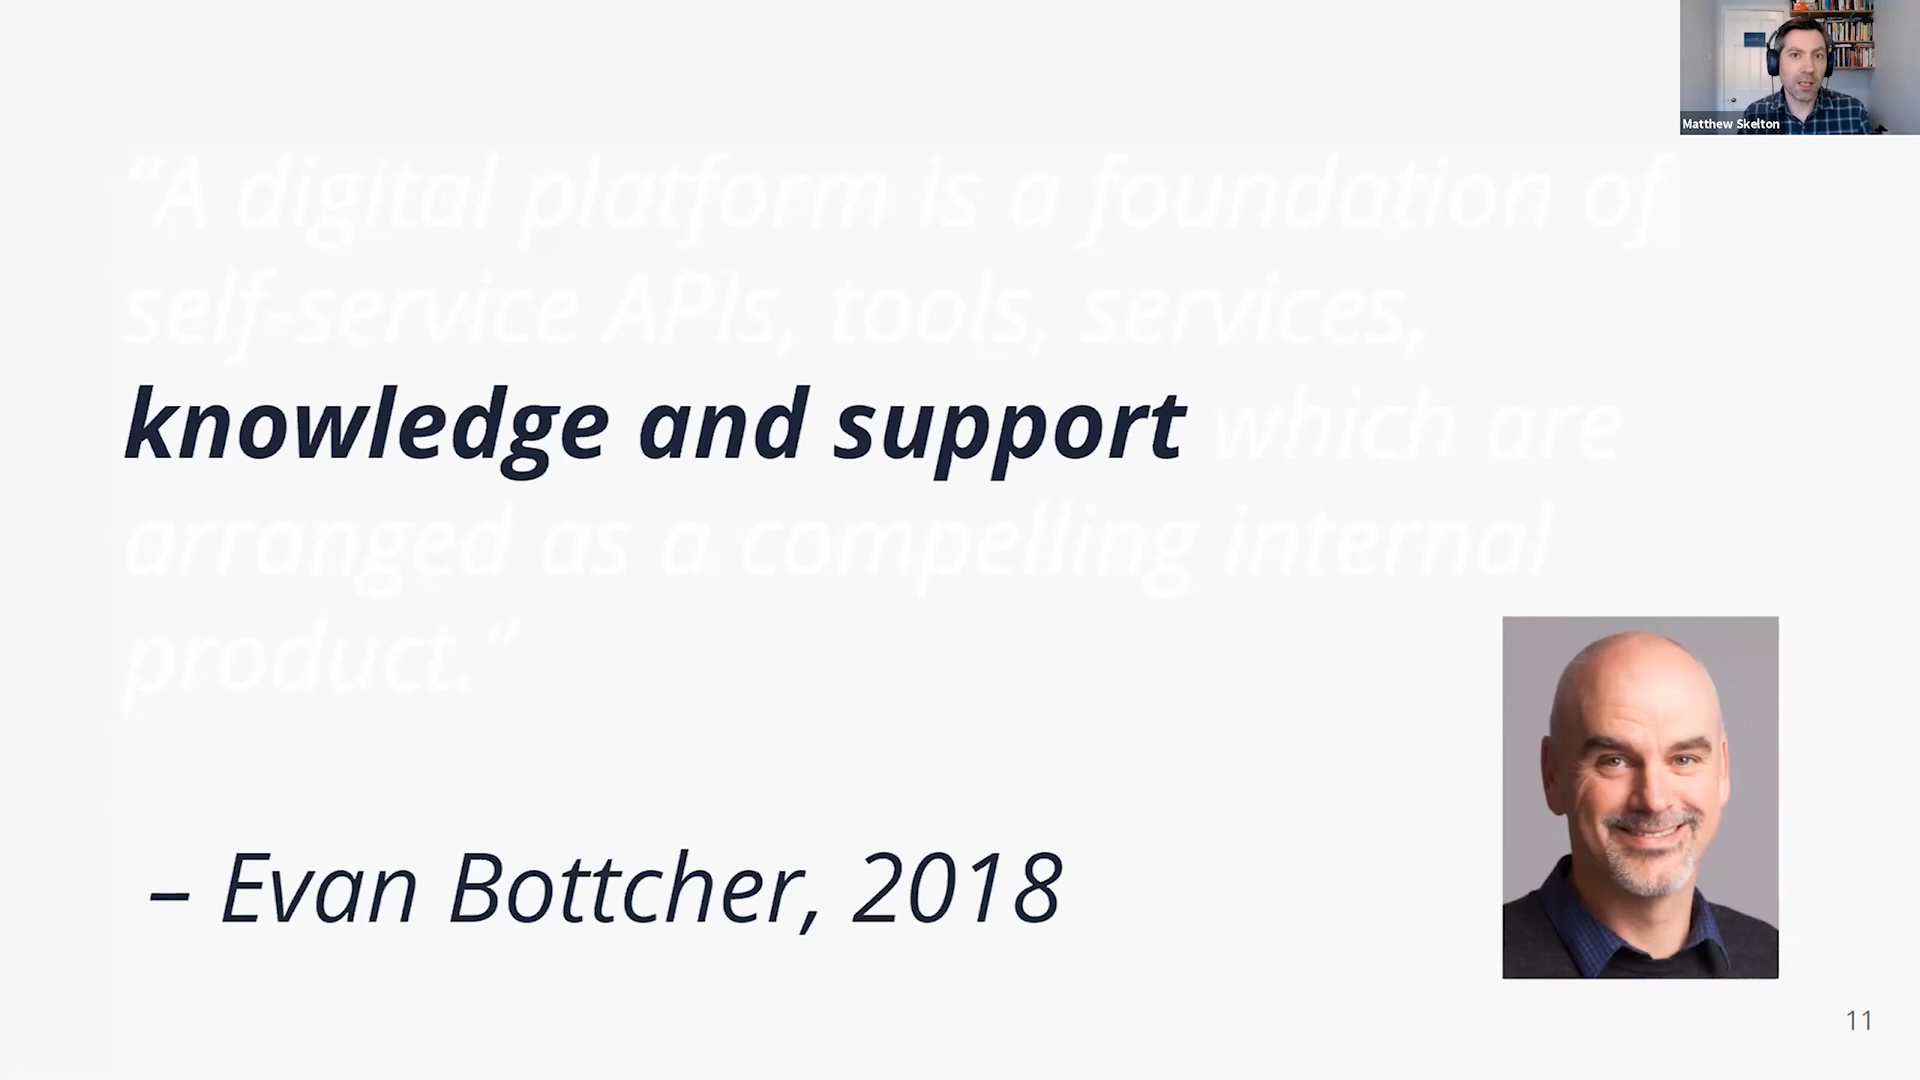 Matthew Skelton
“A digital platform is a foundation of
self-service APIs, tools, services,
knowledge and support which are
arranged as a compelling internal
product.”
– Evan Bottcher, 2018
11